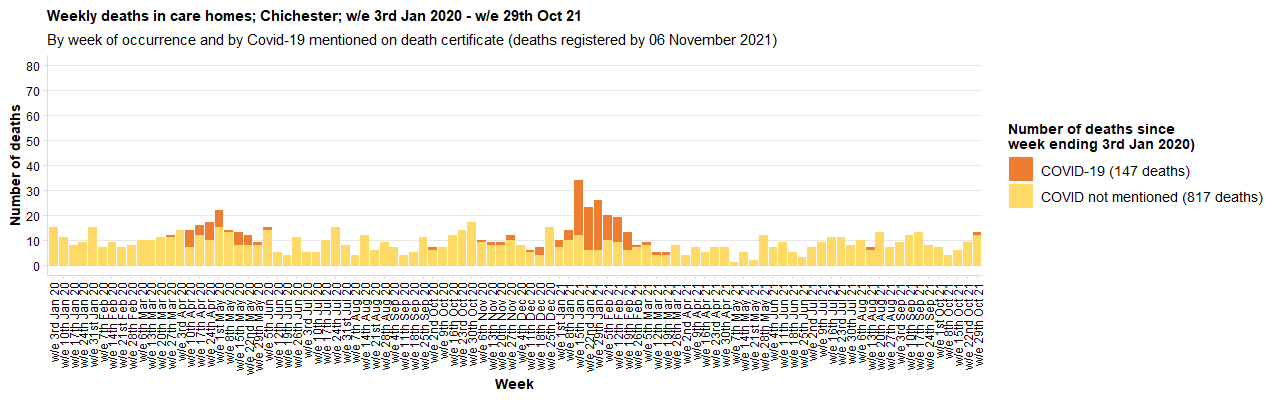 Weekly deaths in care homes; Chichester; w/e 3rd Jan 2020 - w/e 29th Oct 21
By week of occurrence and by Covid-19 mentioned on death certificate (deaths registered by 06 November 2021)
Number of deaths
80
70
60
50
40
30
20
10
0
w/e 3rd Jan 20
w/e 10th Jan 20
w/e 17th Jan 20
w/e 24th Jan 20
w/e 31st Jan 20
w/e 7th Feb 20
w/e 14th Feb 20
w/e 21st Feb 20
w/e 28th Feb 20
w/e 6th Mar 20
w/e 13th Mar 20
w/e 20th Mar 20
w/e 27th Mar 20
w/e 3rd Apr 20
w/e 10th Apr 20
w/e 17th Apr 20
w/e 24th Apr 20
w/e 1st May 20
w/e 8th May 20
w/e 15th May 20
w/e 22nd May 20
w/e 29th May 20
w/e 5th Jun 20
w/e 12th Jun 20
w/e 19th Jun 20
w/e 26th Jun 20
w/e 3rd Jul 20
w/e 10th Jul 20
w/e 17th Jul 20
w/e 24th Jul 20
w/e 31st Jul 20
w/e 7th Aug 20
w/e 14th Aug 20
w/e 21st Aug 20
w/e 28th Aug 20
w/e 4th Sep 20
w/e 11th Sep 20
w/e 18th Sep 20
w/e 25th Sep 20
w/e 2nd Oct 20
w/e 9th Oct 20
w/e 16th Oct 20
w/e 23rd Oct 20
w/e 30th Oct 20
w/e 6th Nov 20
w/e 13th Nov 20
w/e 20th Nov 20
w/e 27th Nov 20
w/e 4th Dec 20
w/e 11th Dec 20
w/e 18th Dec 20
w/e 25th Dec 20
w/e 1st Jan 21
w/e 8th Jan 21
w/e 15th Jan 21
w/e 22nd Jan 21
w/e 29th Jan 21
w/e 5th Feb 21
w/e 12th Feb 21
w/e 19th Feb 21
w/e 26th Feb 21
w/e 5th Mar 21
w/e 12th Mar 21
w/e 19th Mar 21
w/e 26th Mar 21
w/e 2nd Apr 21
w/e 9th Apr 21
w/e 16th Apr 21
w/e 23rd Apr 21
w/e 30th Apr 21
w/e 7th May 21
w/e 14th May 21
w/e 21st May 21
w/e 28th May 21
w/e 4th Jun 21
w/e 11th Jun 21
w/e 18th Jun 21
w/e 25th Jun 21
w/e 2nd Jul 21
w/e 9th Jul 21
w/e 16th Jul 21
w/e 23rd Jul 21
w/e 30th Jul 21
w/e 6th Aug 21
w/e 13th Aug 21
w/e 20th Aug 21
w/e 27th Aug 21
w/e 3rd Sep 21
w/e 10th Sep 21
w/e 17th Sep 21
w/e 24th Sep 21
w/e 1st Oct 21
w/e 8th Oct 21
w/e 15th Oct 21
w/e 22nd Oct 21
w/e 29th Oct 21
Week
Number of deaths since
week ending 3rd Jan 2020)
COVID-19 (147 deaths)
COVID not mentioned (817 deaths)